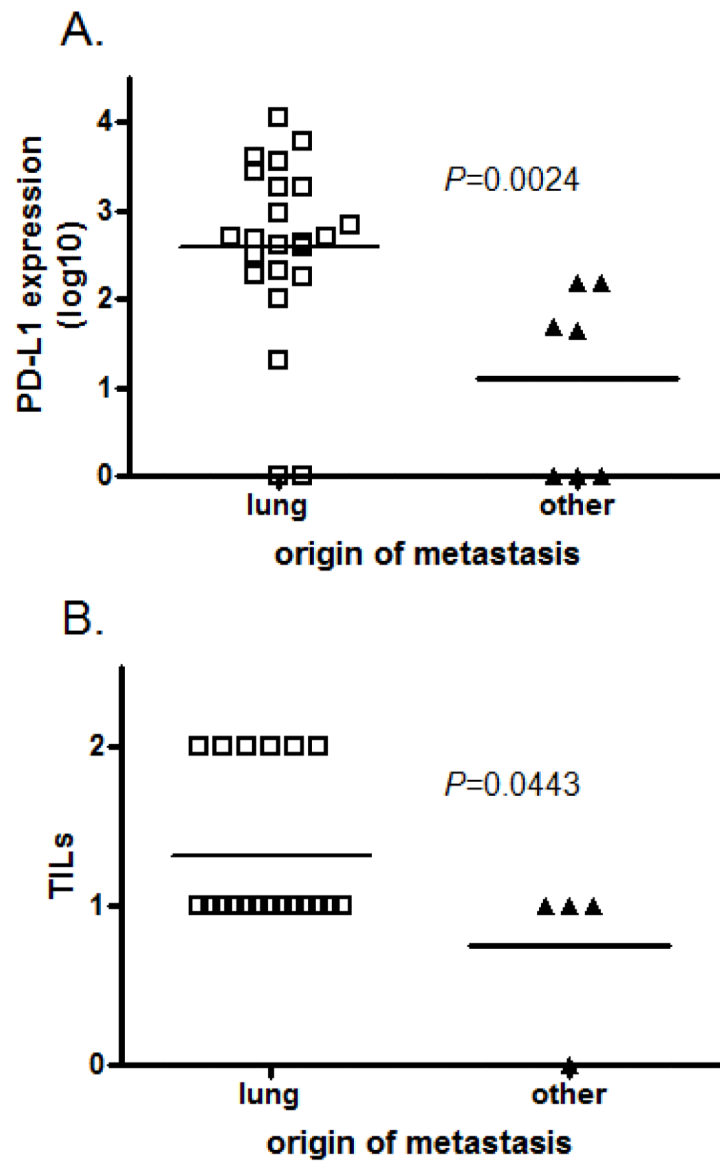 A.
PD-L1 expression
(log10)
4
3
2
1
0
P=0.0024
lung other
origin of metastasis
B.
TILs
2
1
0
P=0.0443
lung other
origin of metastasis